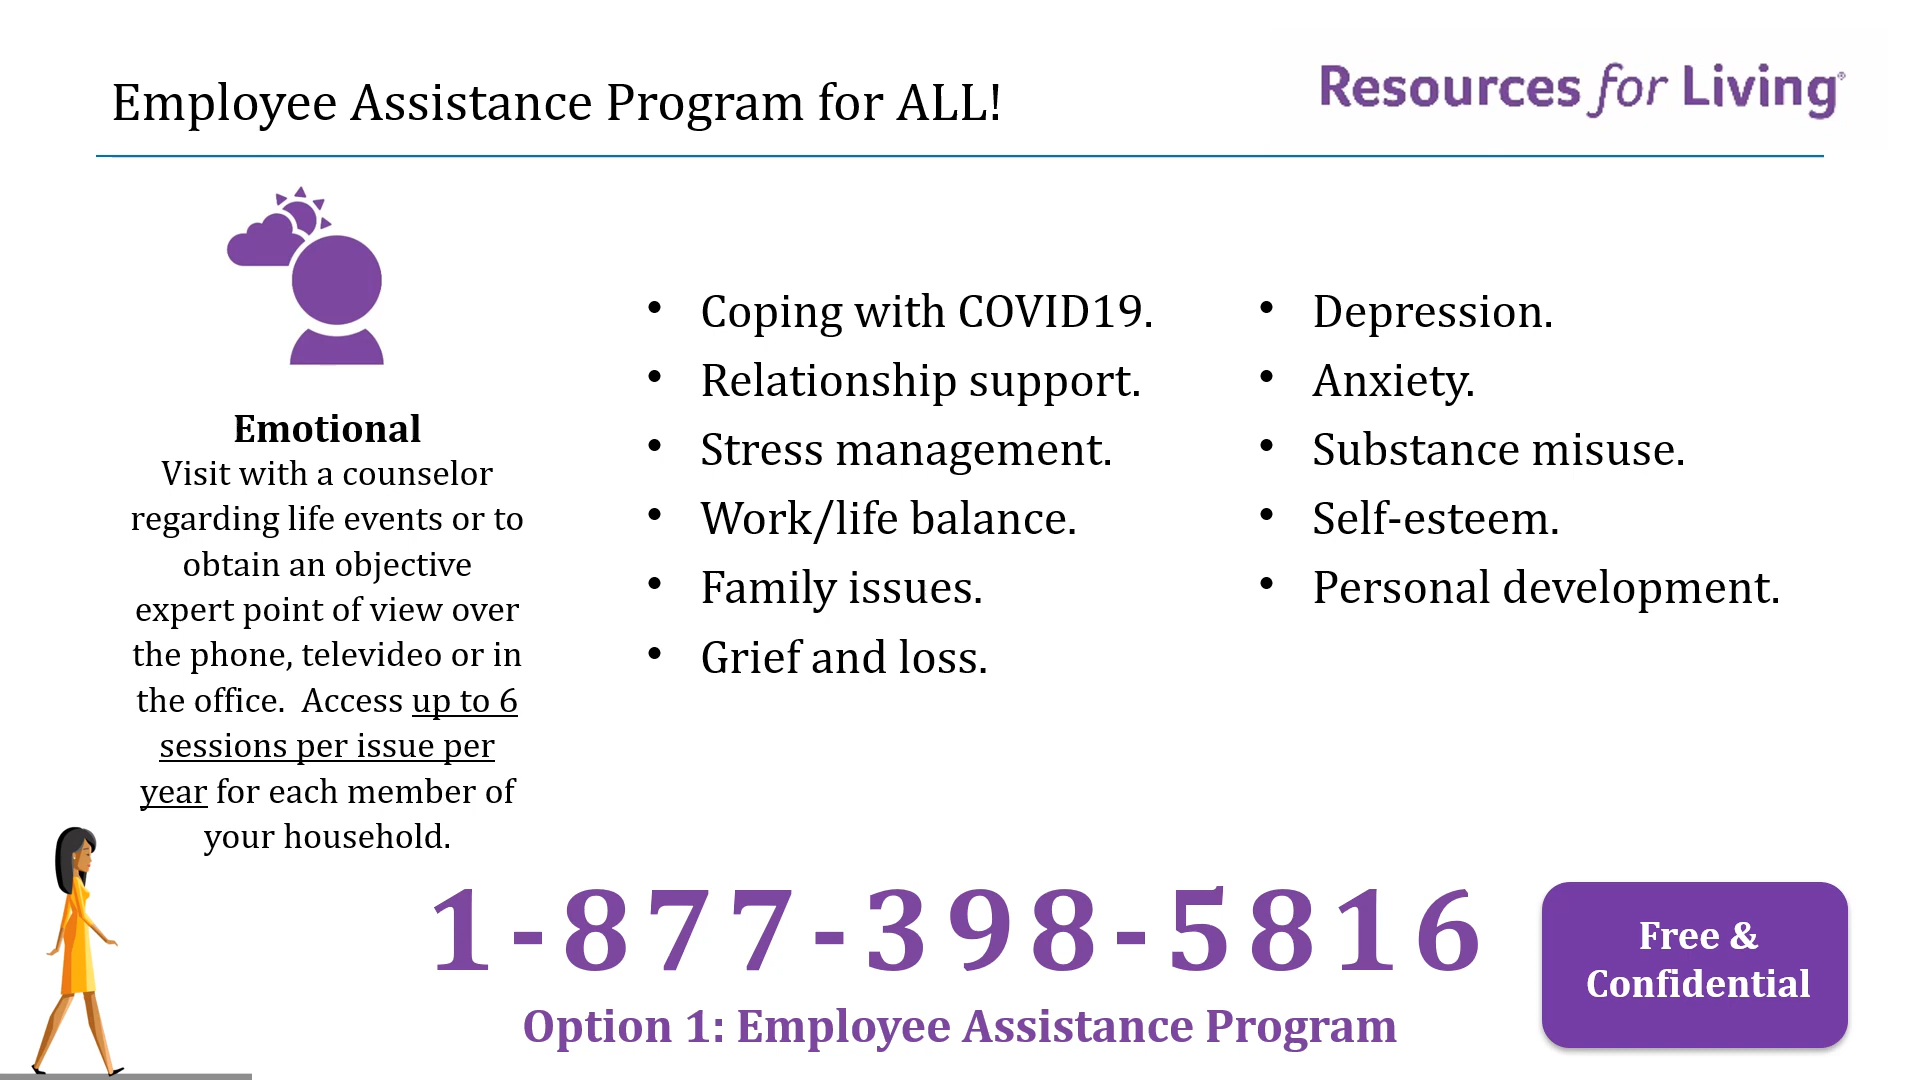 Employee Assistance Program for ALL!
Resources for Living®
Emotional
Visit with a counselor
regarding life events or to
obtain an objective
expert point of view over
the phone, televideo or in
the office.  Access up to 6
sessions per issue per
year for each member of
your household.
• Coping with COVID19.
• Relationship support.
• Stress management.
• Work/life balance.
• Family issues.
• Grief and loss.
• Depression.
• Anxiety.
• Substance misuse.
• Self-esteem.
• Personal development.
1-877-398-5816
Option 1: Employee Assistance Program
Free &
Confidential